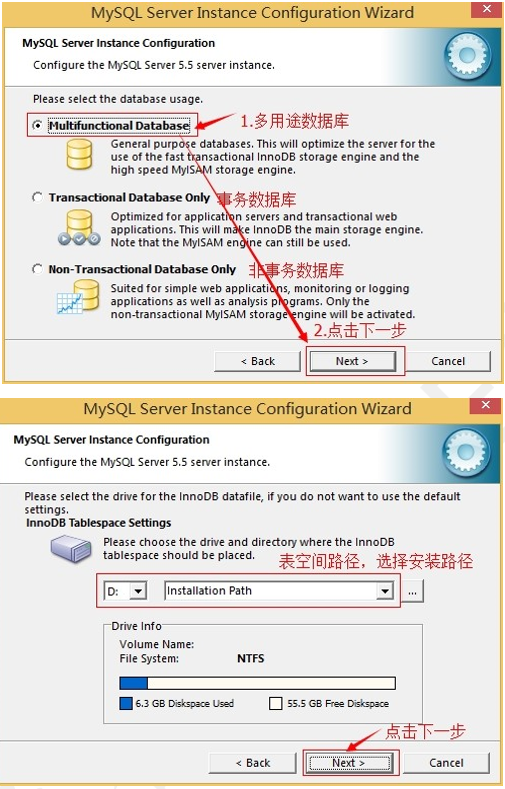 MySQL Server Instance Configuration Wizard
MySQL Server Instance Configuration
Configure the MySQL Server 5.5 server instance.
Please select the database usage.
Multifunctional Database
1.多用途数据库
General purpose databases. This will optimize the server for the
use of the fast transactional InnoDB storage engine and the
high speed MyISAM storage engine.
Transactional Database Only 事务数据库
Optimized for application servers and transactional web
applications. This will make InnoDB the main storage engine.
Note that the MyISAM engine can still be used.
Non-Transactional Database Only 非事务数据库
Suited for simple web applications, monitoring or logging
applications as well as analysis programs. Only the
non-transactional MyISAM storage engine will be activated.
2.点击下一步
< Back Next > Cancel
MySQL Server Instance Configuration Wizard
MySQL Server Instance Configuration
Configure the MySQL Server 5.5 server instance.
Please select the drive for the InnoDB datafile, if you do not want to use the default
settings.
InnoDB Tablespace Settings
Please choose the drive and directory where the InnoDB
tablespace should be placed.
表空间路径，选择安装路径
D: Installation Path ...
Drive Info
Volume Name:
File System: NTFS
6.3 GB Diskspace Used 55.5 GB Free Diskspace
点击下一步
< Back Next > Cancel